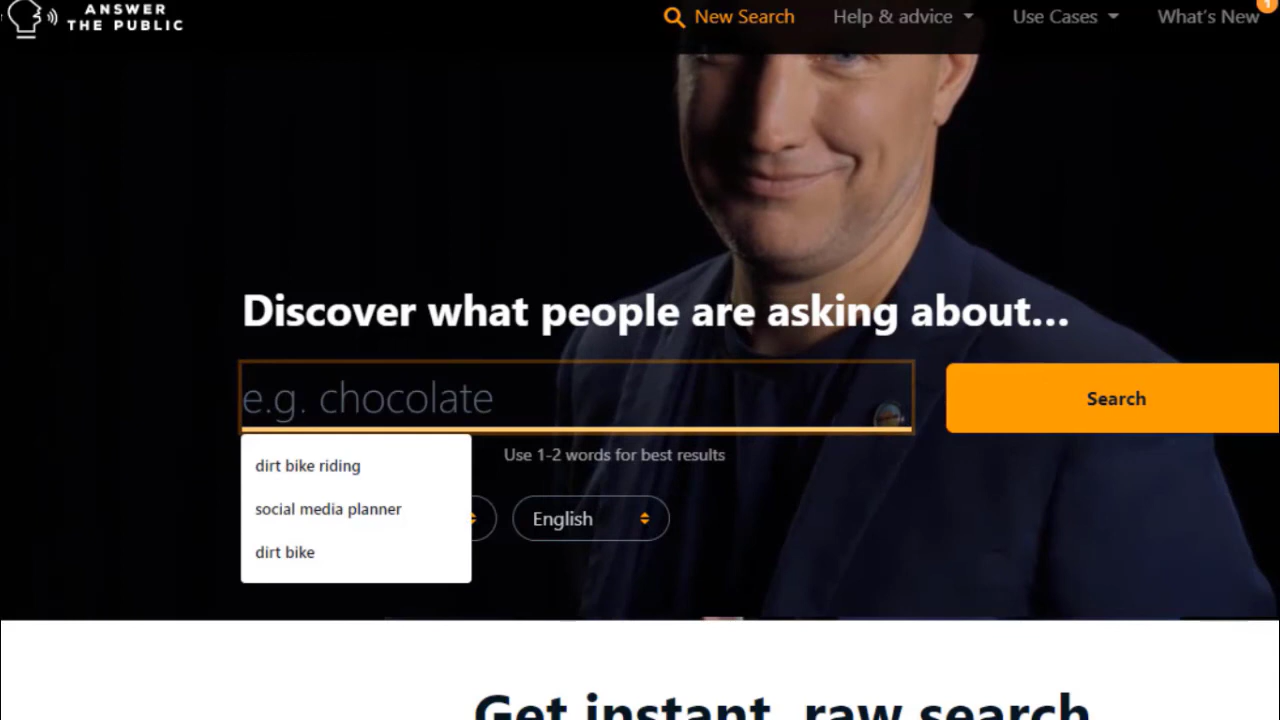 ANSWER
THE PUBLIC
New Search
Help & advice
Use Cases
What's New
1
Discover what people are asking about...
e.g. chocolate
Search
Use 1-2 words for best results
dirt bike riding
social media planner
English
dirt bike
Get instant, raw search